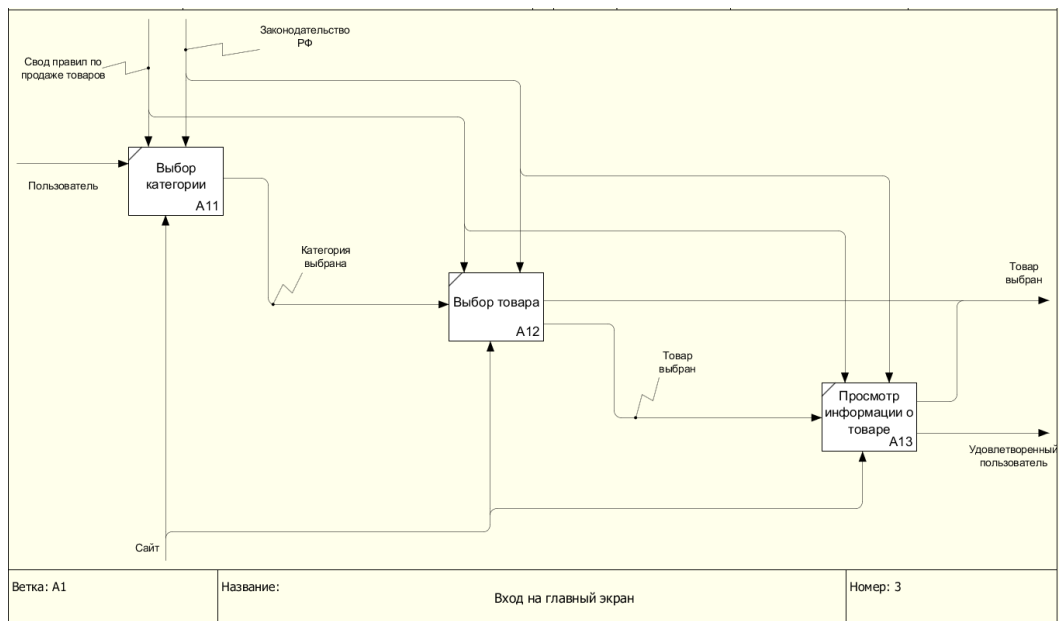 Законодательство
РФ
Свод правил по
продаже товаров
Выбор
категории
A11
Пользователь
Категория
выбрана
Товар
выбран
Выбор товара
A12
Товар
выбран
Просмотр
информации о
товаре
A13
Удовлетворенный
пользователь
Сайт
Ветка: A1
Название:
Вход на главный экран
Номер: 3